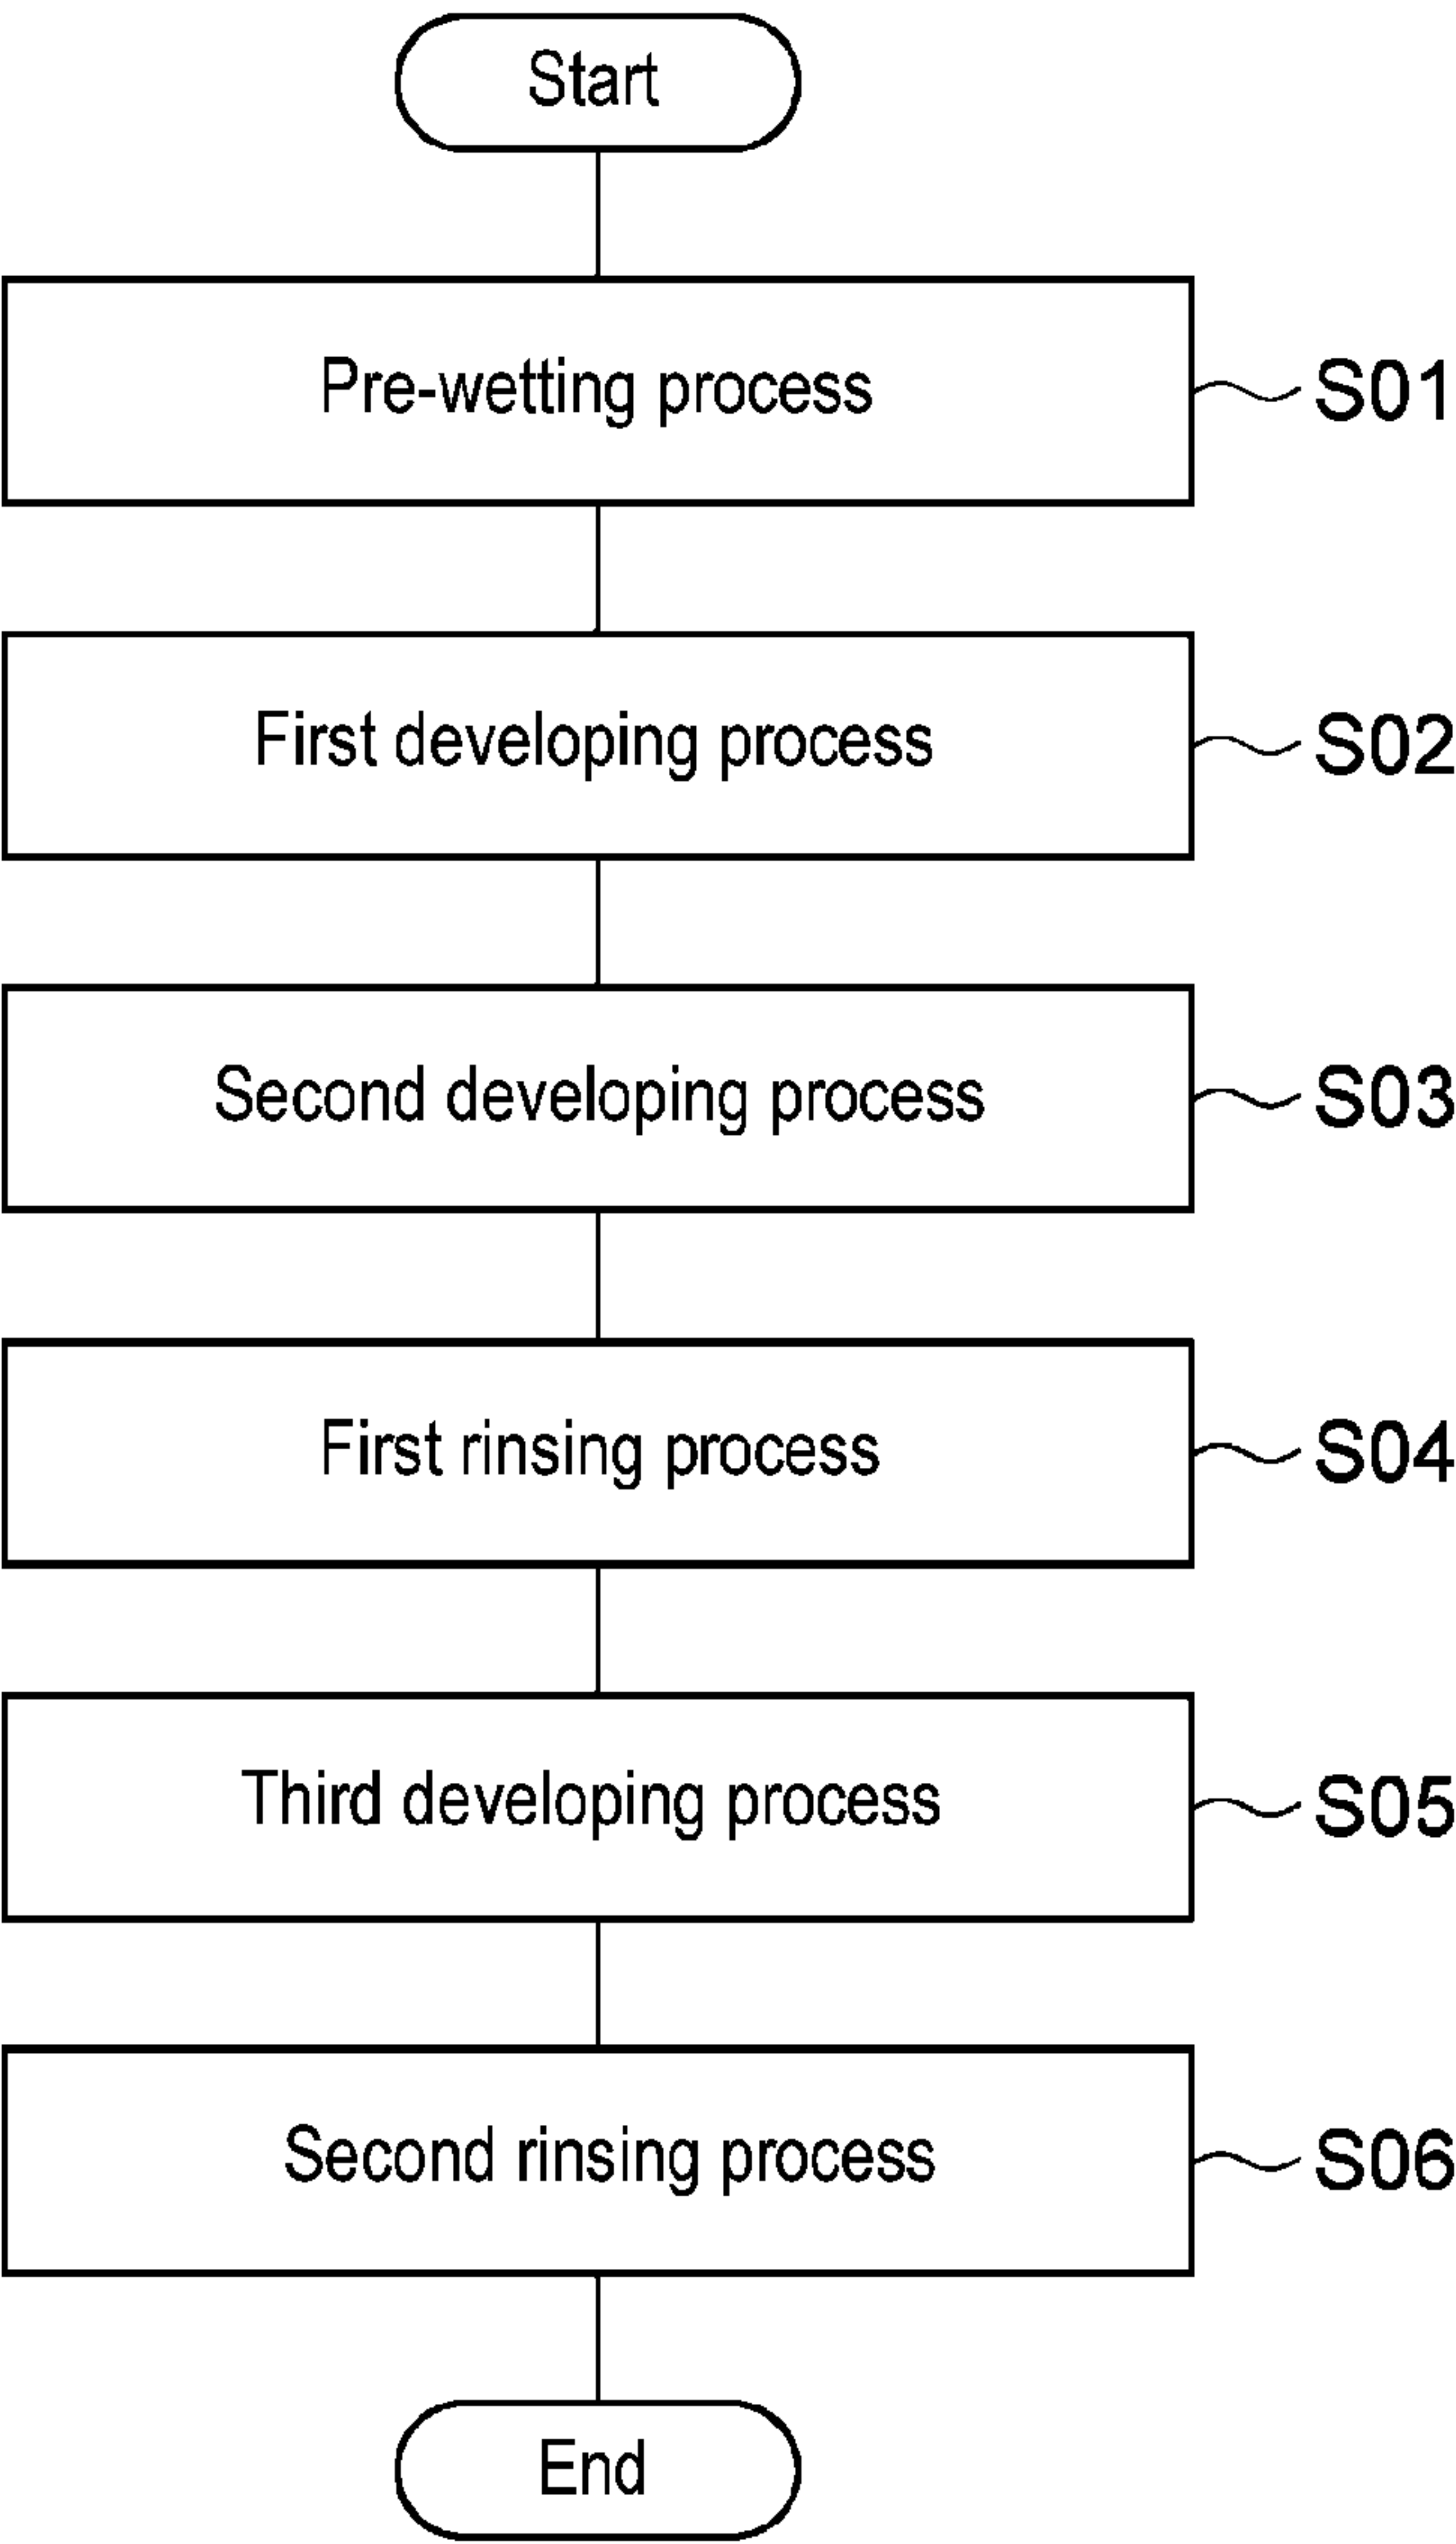 Start
Pre-wetting process S01
First developing process S02
Second developing process S03
First rinsing process S04
Third developing process S05
Second rinsing process S06
End